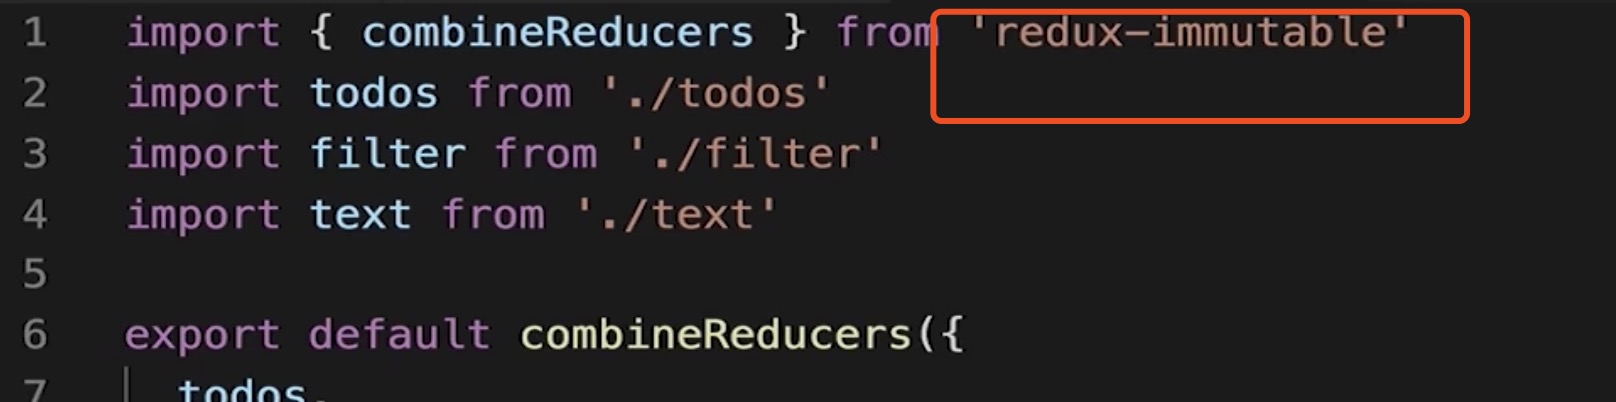 1 import { combineReducers } from 'redux-immutable'
2 import todos from './todos'
3 import filter from './filter'
4 import text from './text'
5
6 export default combineReducers({
7 todos,